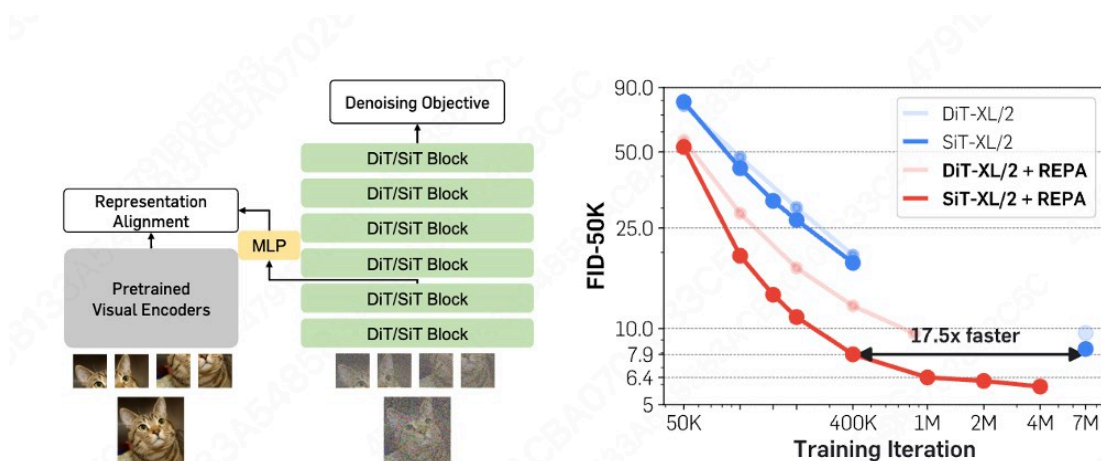 Denoising Objective
DiT/SiT Block
DiT/SiT Block
DiT/SiT Block
DiT/SiT Block
DiT/SiT Block
DiT/SiT Block
Representation
Alignment
MLP
Pretrained
Visual Encoders
FID-50K
90.0
50.0
25.0
10.0
7.9
6.4
5
DiT-XL/2
SiT-XL/2
DiT-XL/2 + REPA
SiT-XL/2 + REPA
17.5x faster
50K
400K
1M
2M
4M
7M
Training Iteration